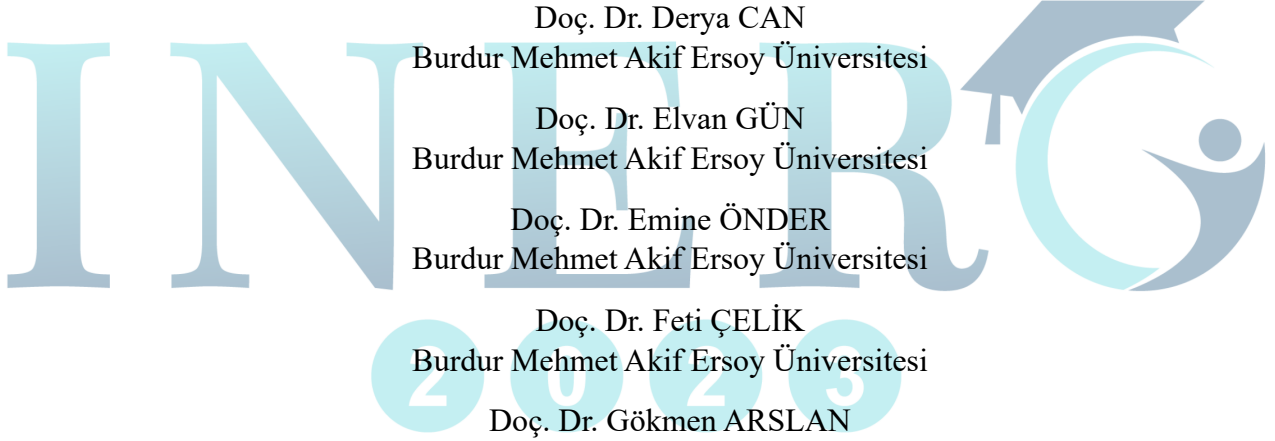 Doç. Dr. Derya CAN
Burdur Mehmet Akif Ersoy Üniversitesi
Doç. Dr. Elvan GÜN
Burdur Mehmet Akif Ersoy Üniversitesi
Doç. Dr. Emine ÖNDER
Burdur Mehmet Akif Ersoy Üniversitesi
Doç. Dr. Feti ÇELİK
Burdur Mehmet Akif Ersoy Üniversitesi
Doç. Dr. Gökmen ARSLAN
INER
2023